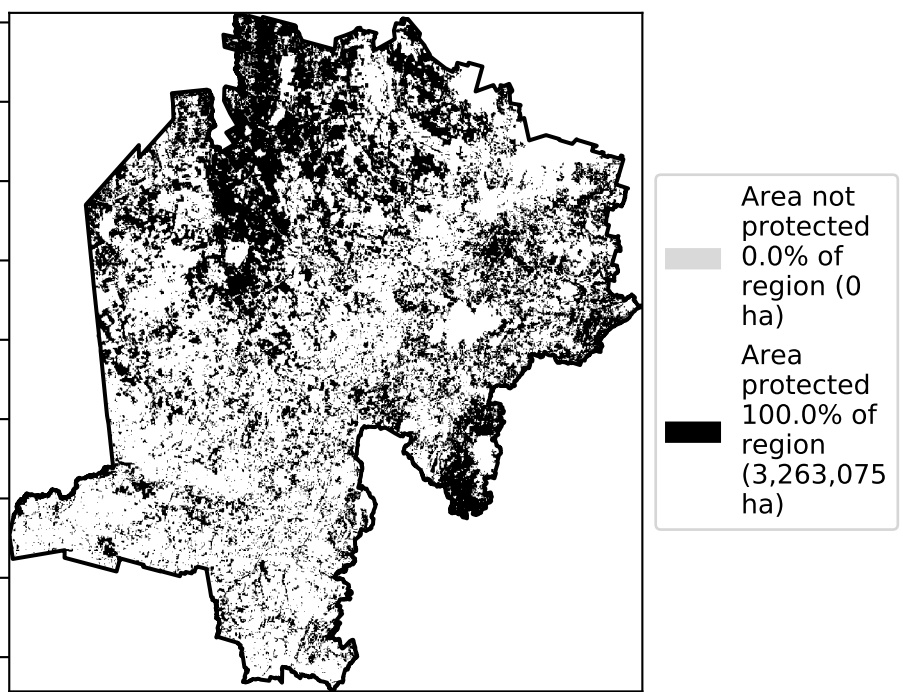 Area not
protected
0.0% of
region (0
ha)
Area
protected
100.0% of
region
(3,263,075
ha)